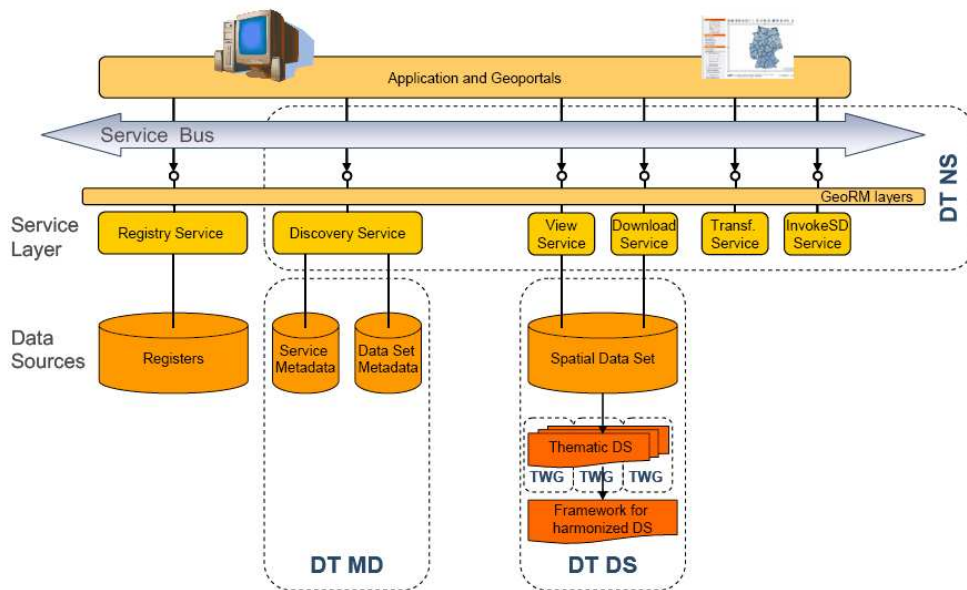 Application and Geoportals
Service Bus
DT NS
GeoRM layers
Service
Layer
Registry Service
Discovery Service
View
Service
Download
Service
Transf.
Service
InvokeSD
Service
Data
Sources
Registers
Service
Metadata
Data Set
Metadata
Spatial Data Set
Thematic DS
TWG
TWG
TWG
Framework for
harmonized DS
DT MD
DT DS